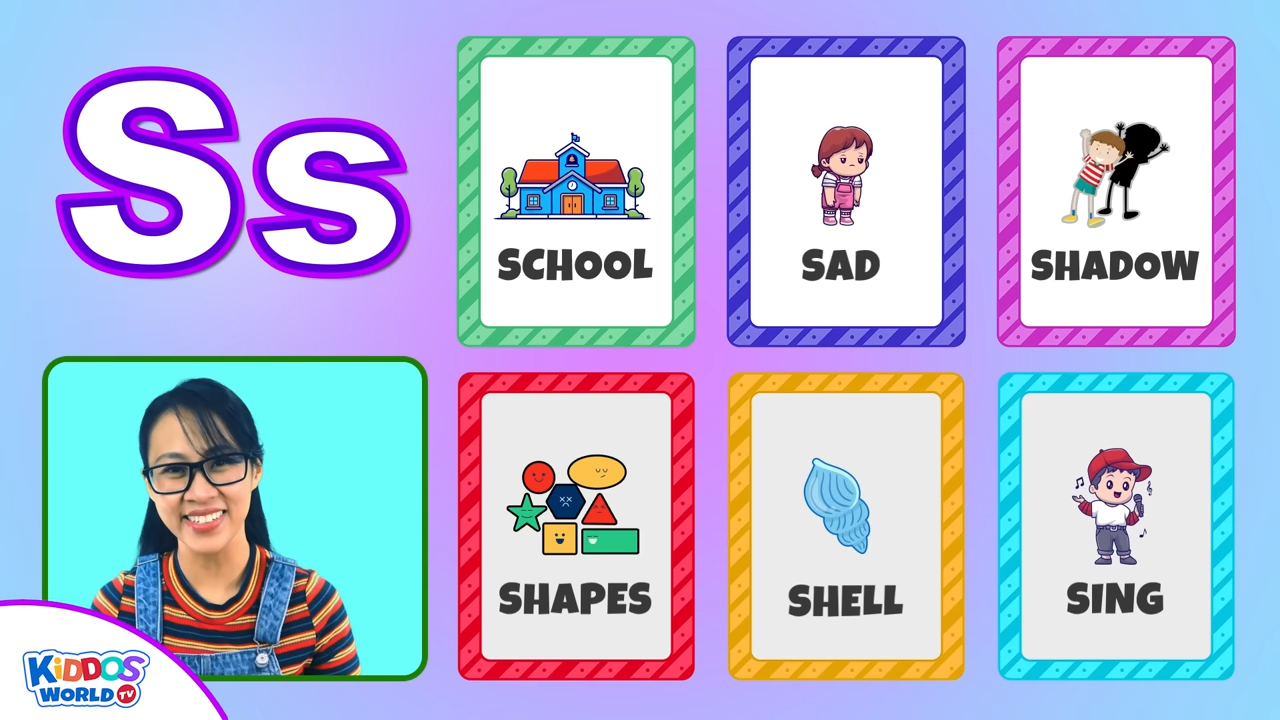 Ss
SCHOOL
SAD
SHADOW
SHAPES
SHELL
SING
KIDDOS
WORLD TV